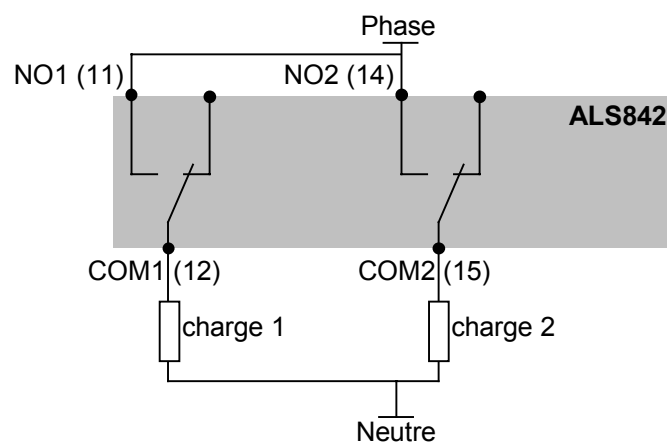 Phase
NO1 (11)
NO2 (14)
ALS842
COM1 (12)
COM2 (15)
charge 1
charge 2
Neutre